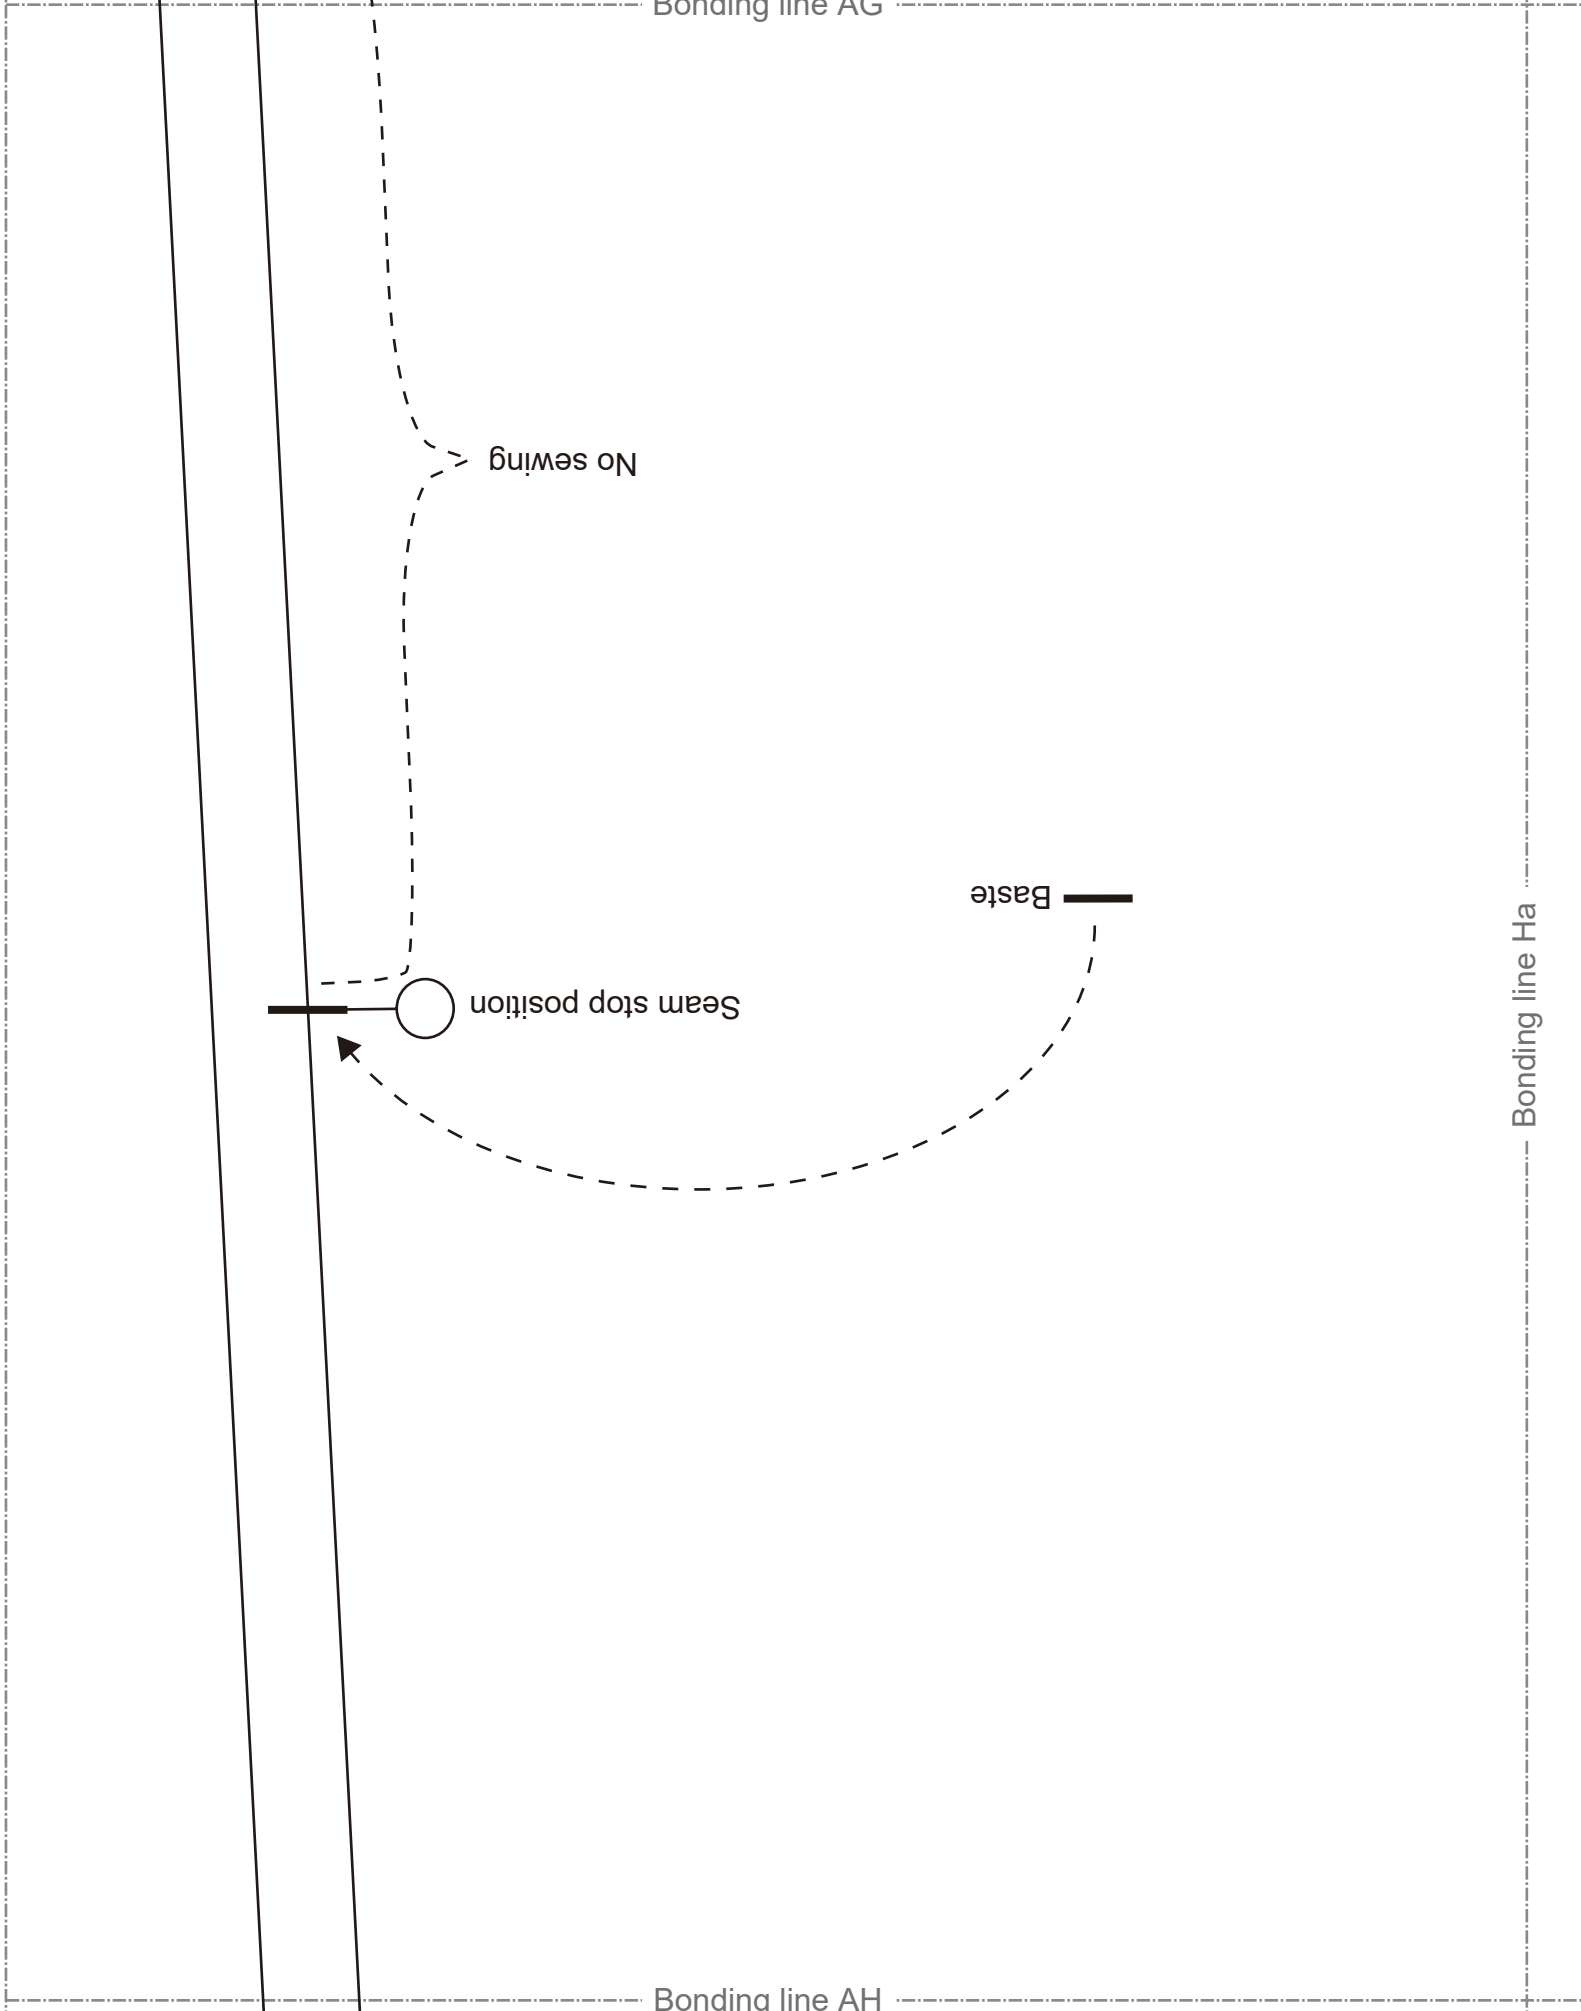 Bonding line AG
No sewing
Baste
Bonding line Ha
Seam stop position
Bonding line AH